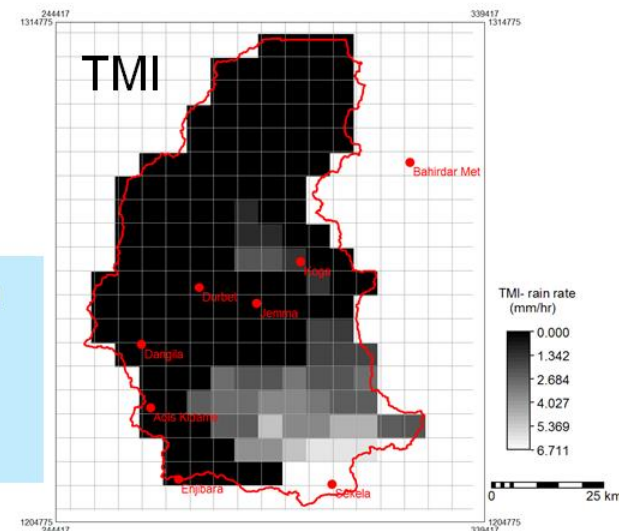 244417
339417
1314775
1314775
TMI
Bahirdar Met
Koga
Durbet
Jemma
TMI- rain rate
(mm/hr)
0.000
1.342
2.684
4.027
5.369
6.711
Dangila
Adis Kidame
Enjibara
Sekela
0
25 km
1204775
1204775
244417
339417